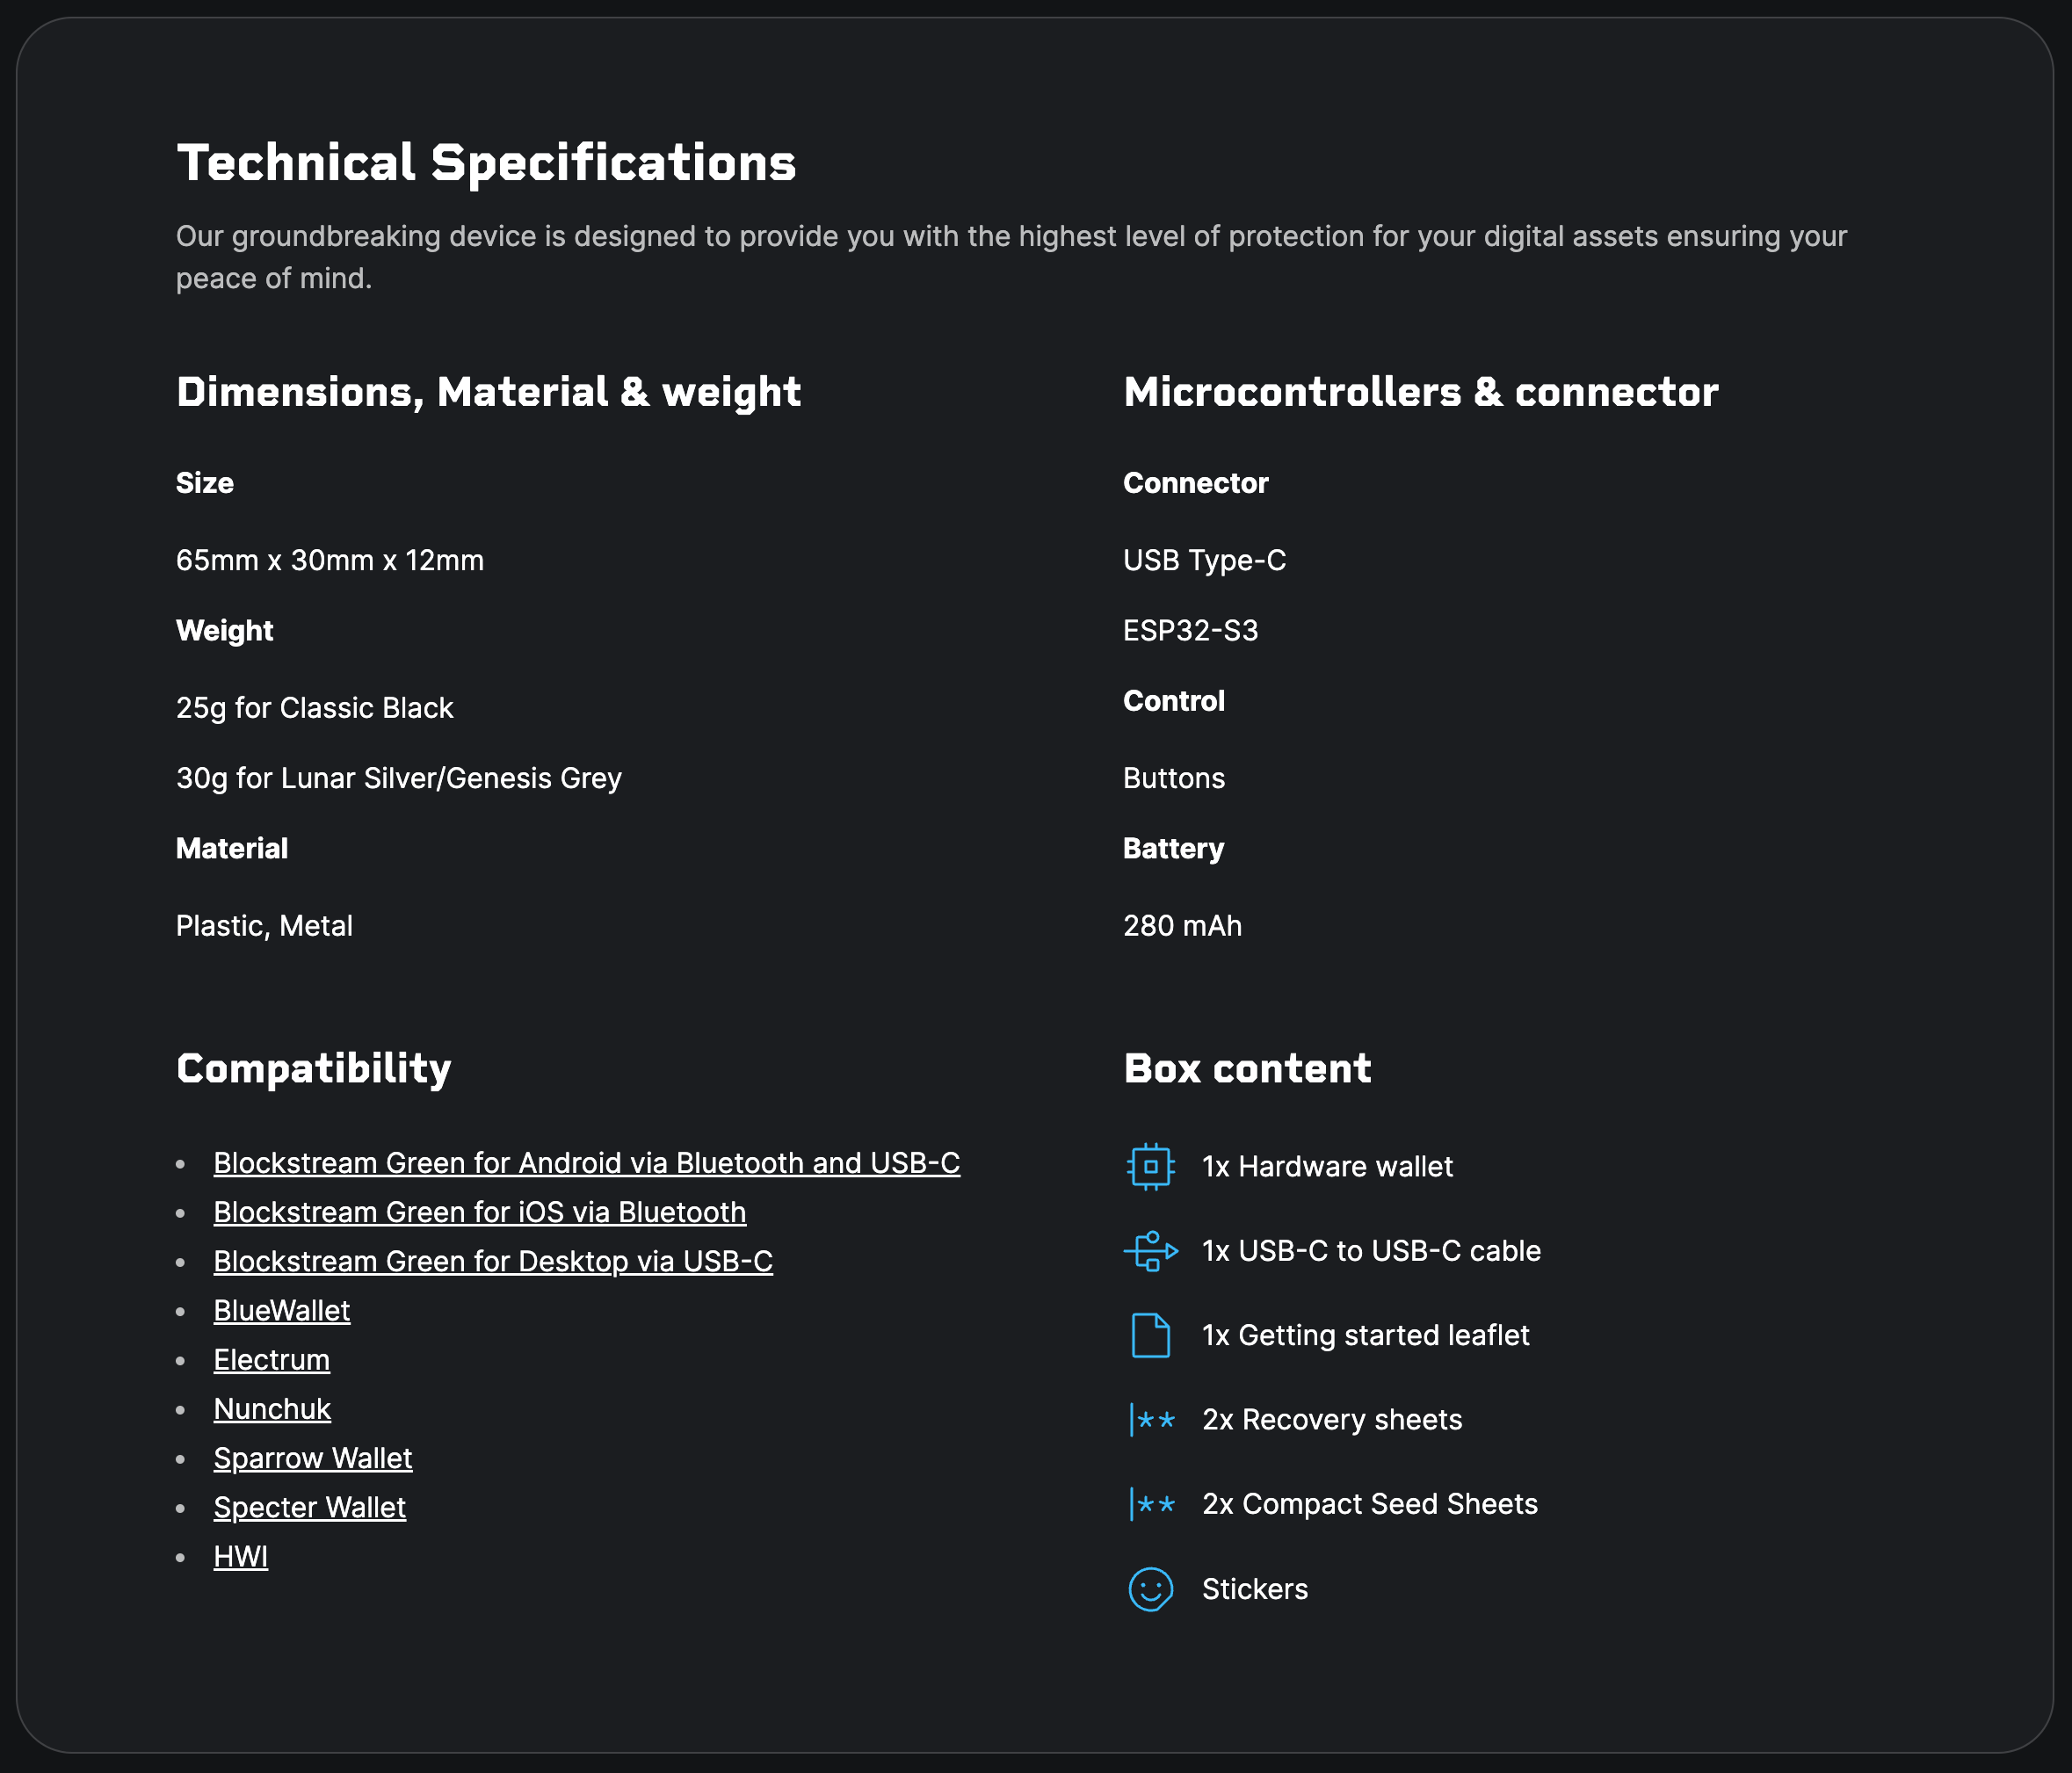 Technical Specifications
Our groundbreaking device is designed to provide you with the highest level of protection for your digital assets ensuring your
peace of mind.
Dimensions, Material & weight
Size
65mm x 30mm x 12mm
Weight
25g for Classic Black
30g for Lunar Silver/Genesis Grey
Material
Plastic, Metal
Microcontrollers & connector
Connector
USB Type-C
ESP32-S3
Control
Buttons
Battery
280 mAh
Compatibility
Blockstream Green for Android via Bluetooth and USB-C
Blockstream Green for iOS via Bluetooth
Blockstream Green for Desktop via USB-C
BlueWallet
Electrum
Nunchuk
Sparrow Wallet
Specter Wallet
HWI
Box content
1x Hardware wallet
1x USB-C to USB-C cable
1x Getting started leaflet
2x Recovery sheets
2x Compact Seed Sheets
Stickers